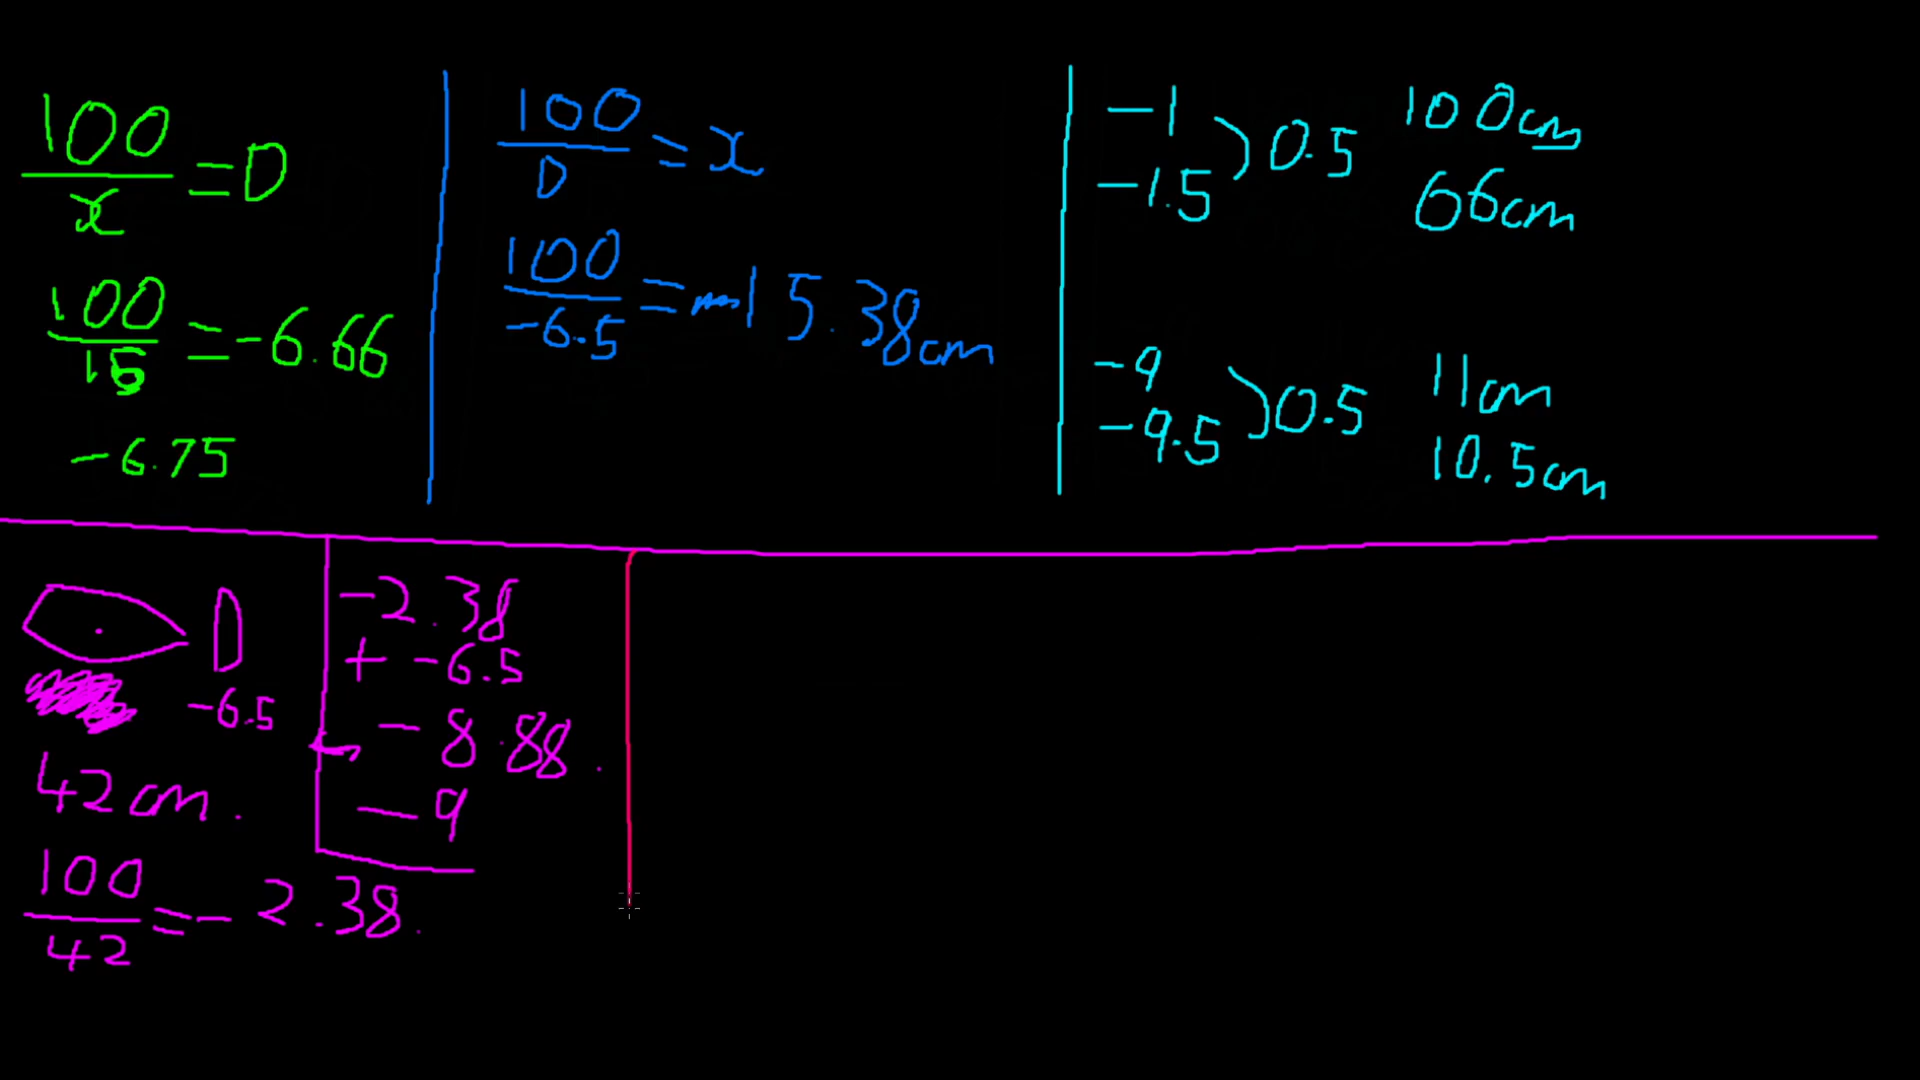 100
x
= D
100
15
= -6.66
-6.75
100
D
= x
100
-6.5
= -15.38cm
-1
-1.5
0.5
100cm
66cm
-9
-9.5
0.5
11cm
10.5cm
-6.5
42cm.
100
42
= -2.38.
-2.38
+ -6.5
-8.88.
-9